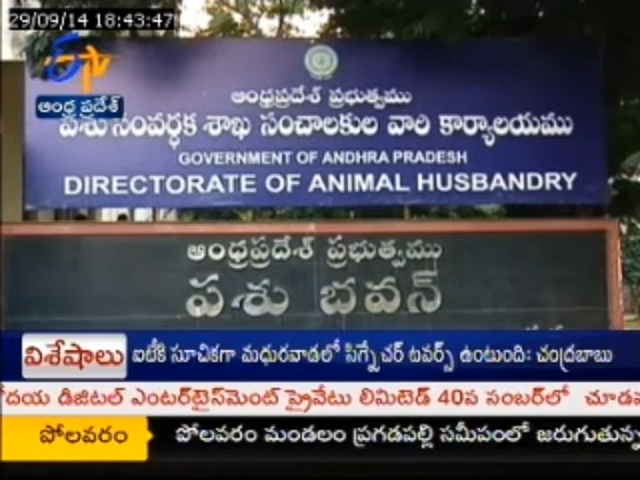 29/09/14 18:43:47
ETV
ఆంధ్ర ప్రదేశ్
ఆంధ్రప్రదేశ్ ప్రభుత్వము
పశు సంవర్ధక శాఖ సంచాలకుల వారి కార్యాలయము
GOVERNMENT OF ANDHRA PRADESH
DIRECTORATE OF ANIMAL HUSBANDRY
ఆంధ్రప్రదేశ్ ప్రభుత్వము
పశు భవన్
విశేషాలు ఐటీకి సూచికగా మధురవాడలో సిగ్నేచర్ టవర్స్ ఉంటుంది: చంద్రబాబు
డిజిటల్ ఎంటర్‌టైన్‌మెంట్ ప్రైవేటు లిమిటెడ్ 40వ నంబర్‌లో
పోలవరం పోలవరం మండలం ప్రగడపల్లి సమీపంలో